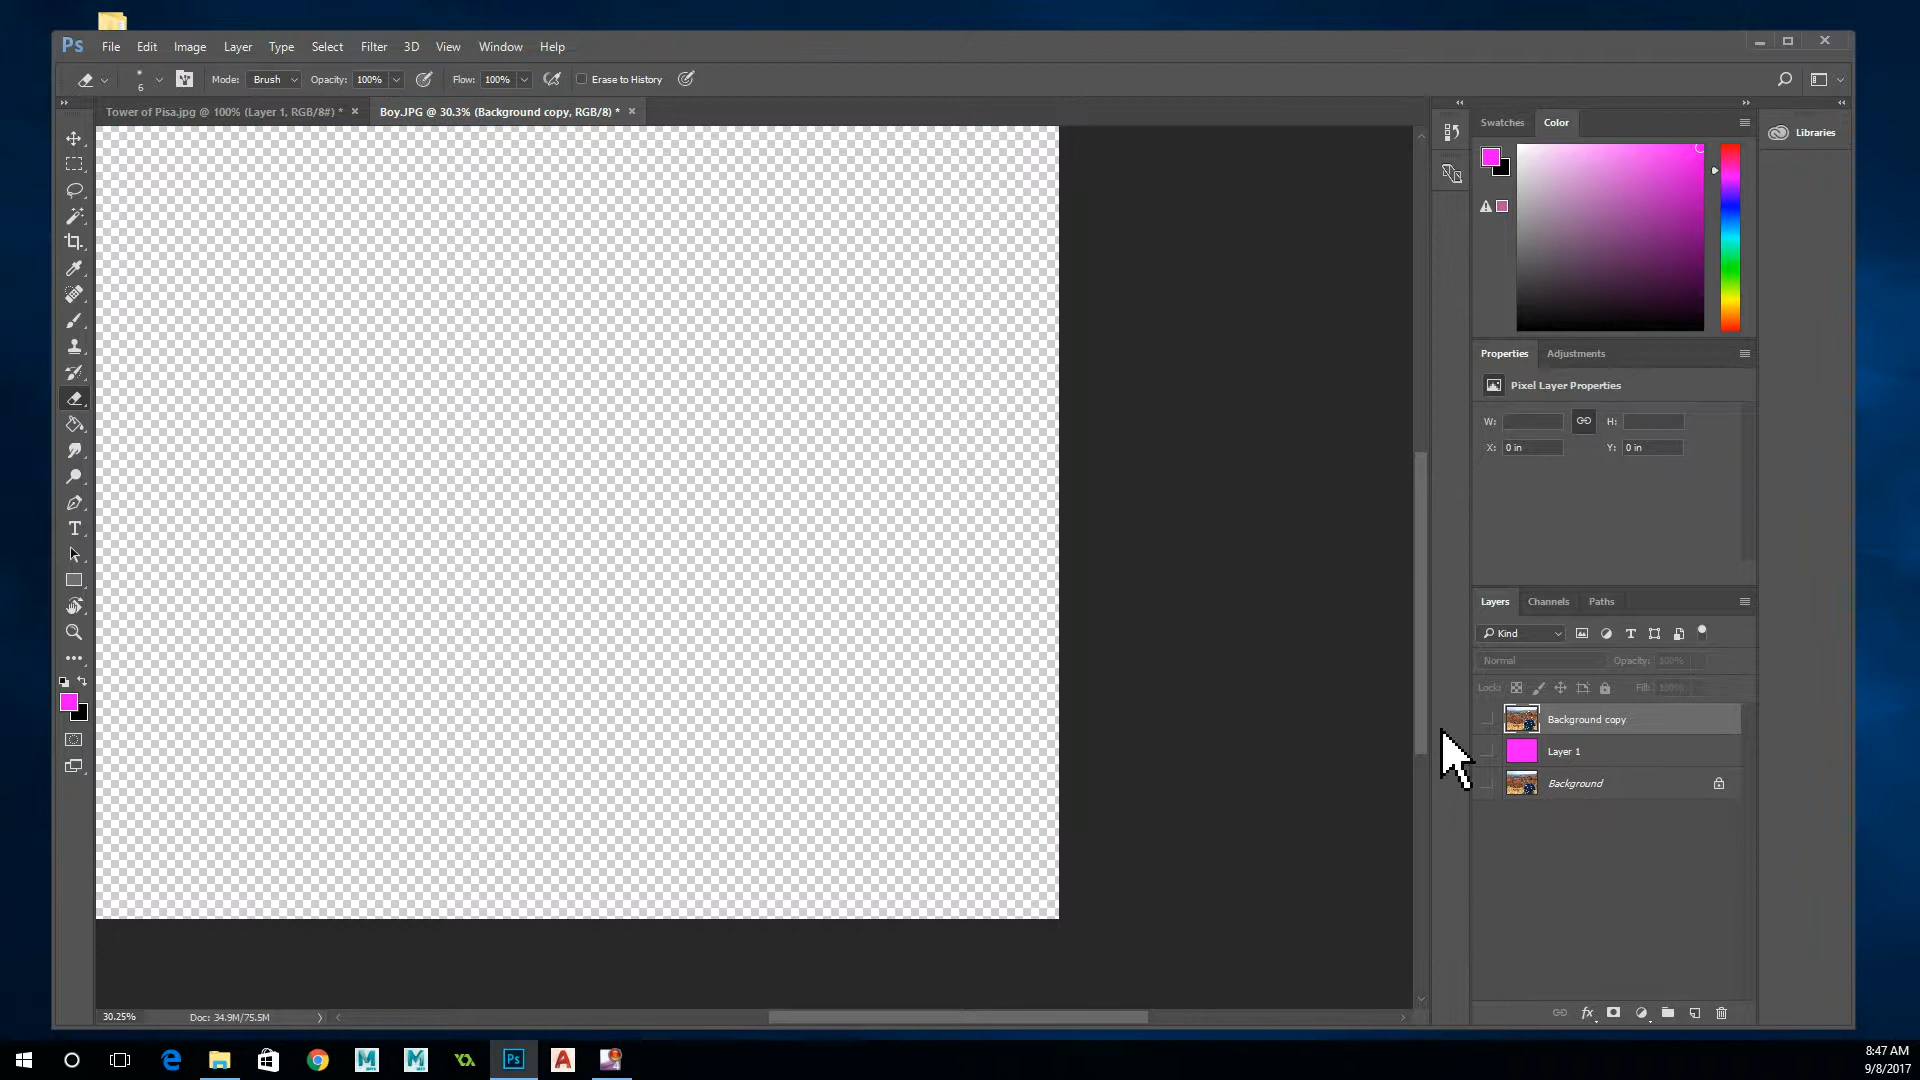 Ps File Edit Image Layer Type Select Filter 3D View Window Help
6 Mode: Brush Opacity: 100% Flow: 100% Erase to History
Tower of Pisa.jpg @ 100% (Layer 1, RGB/8#) * Boy.JPG @ 30.3% (Background copy, RGB/8) *
Swatches Color
Libraries
Properties Adjustments
Pixel Layer Properties
W: H:
X: 0 in Y: 0 in
T
Layers Channels Paths
Kind T
Normal Opacity: 100%
Lock: Fill: 100%
Background copy
Layer 1
Background
30.25% Doc: 34.9M/75.5M
fx
Ps
8:47 AM
9/8/2017